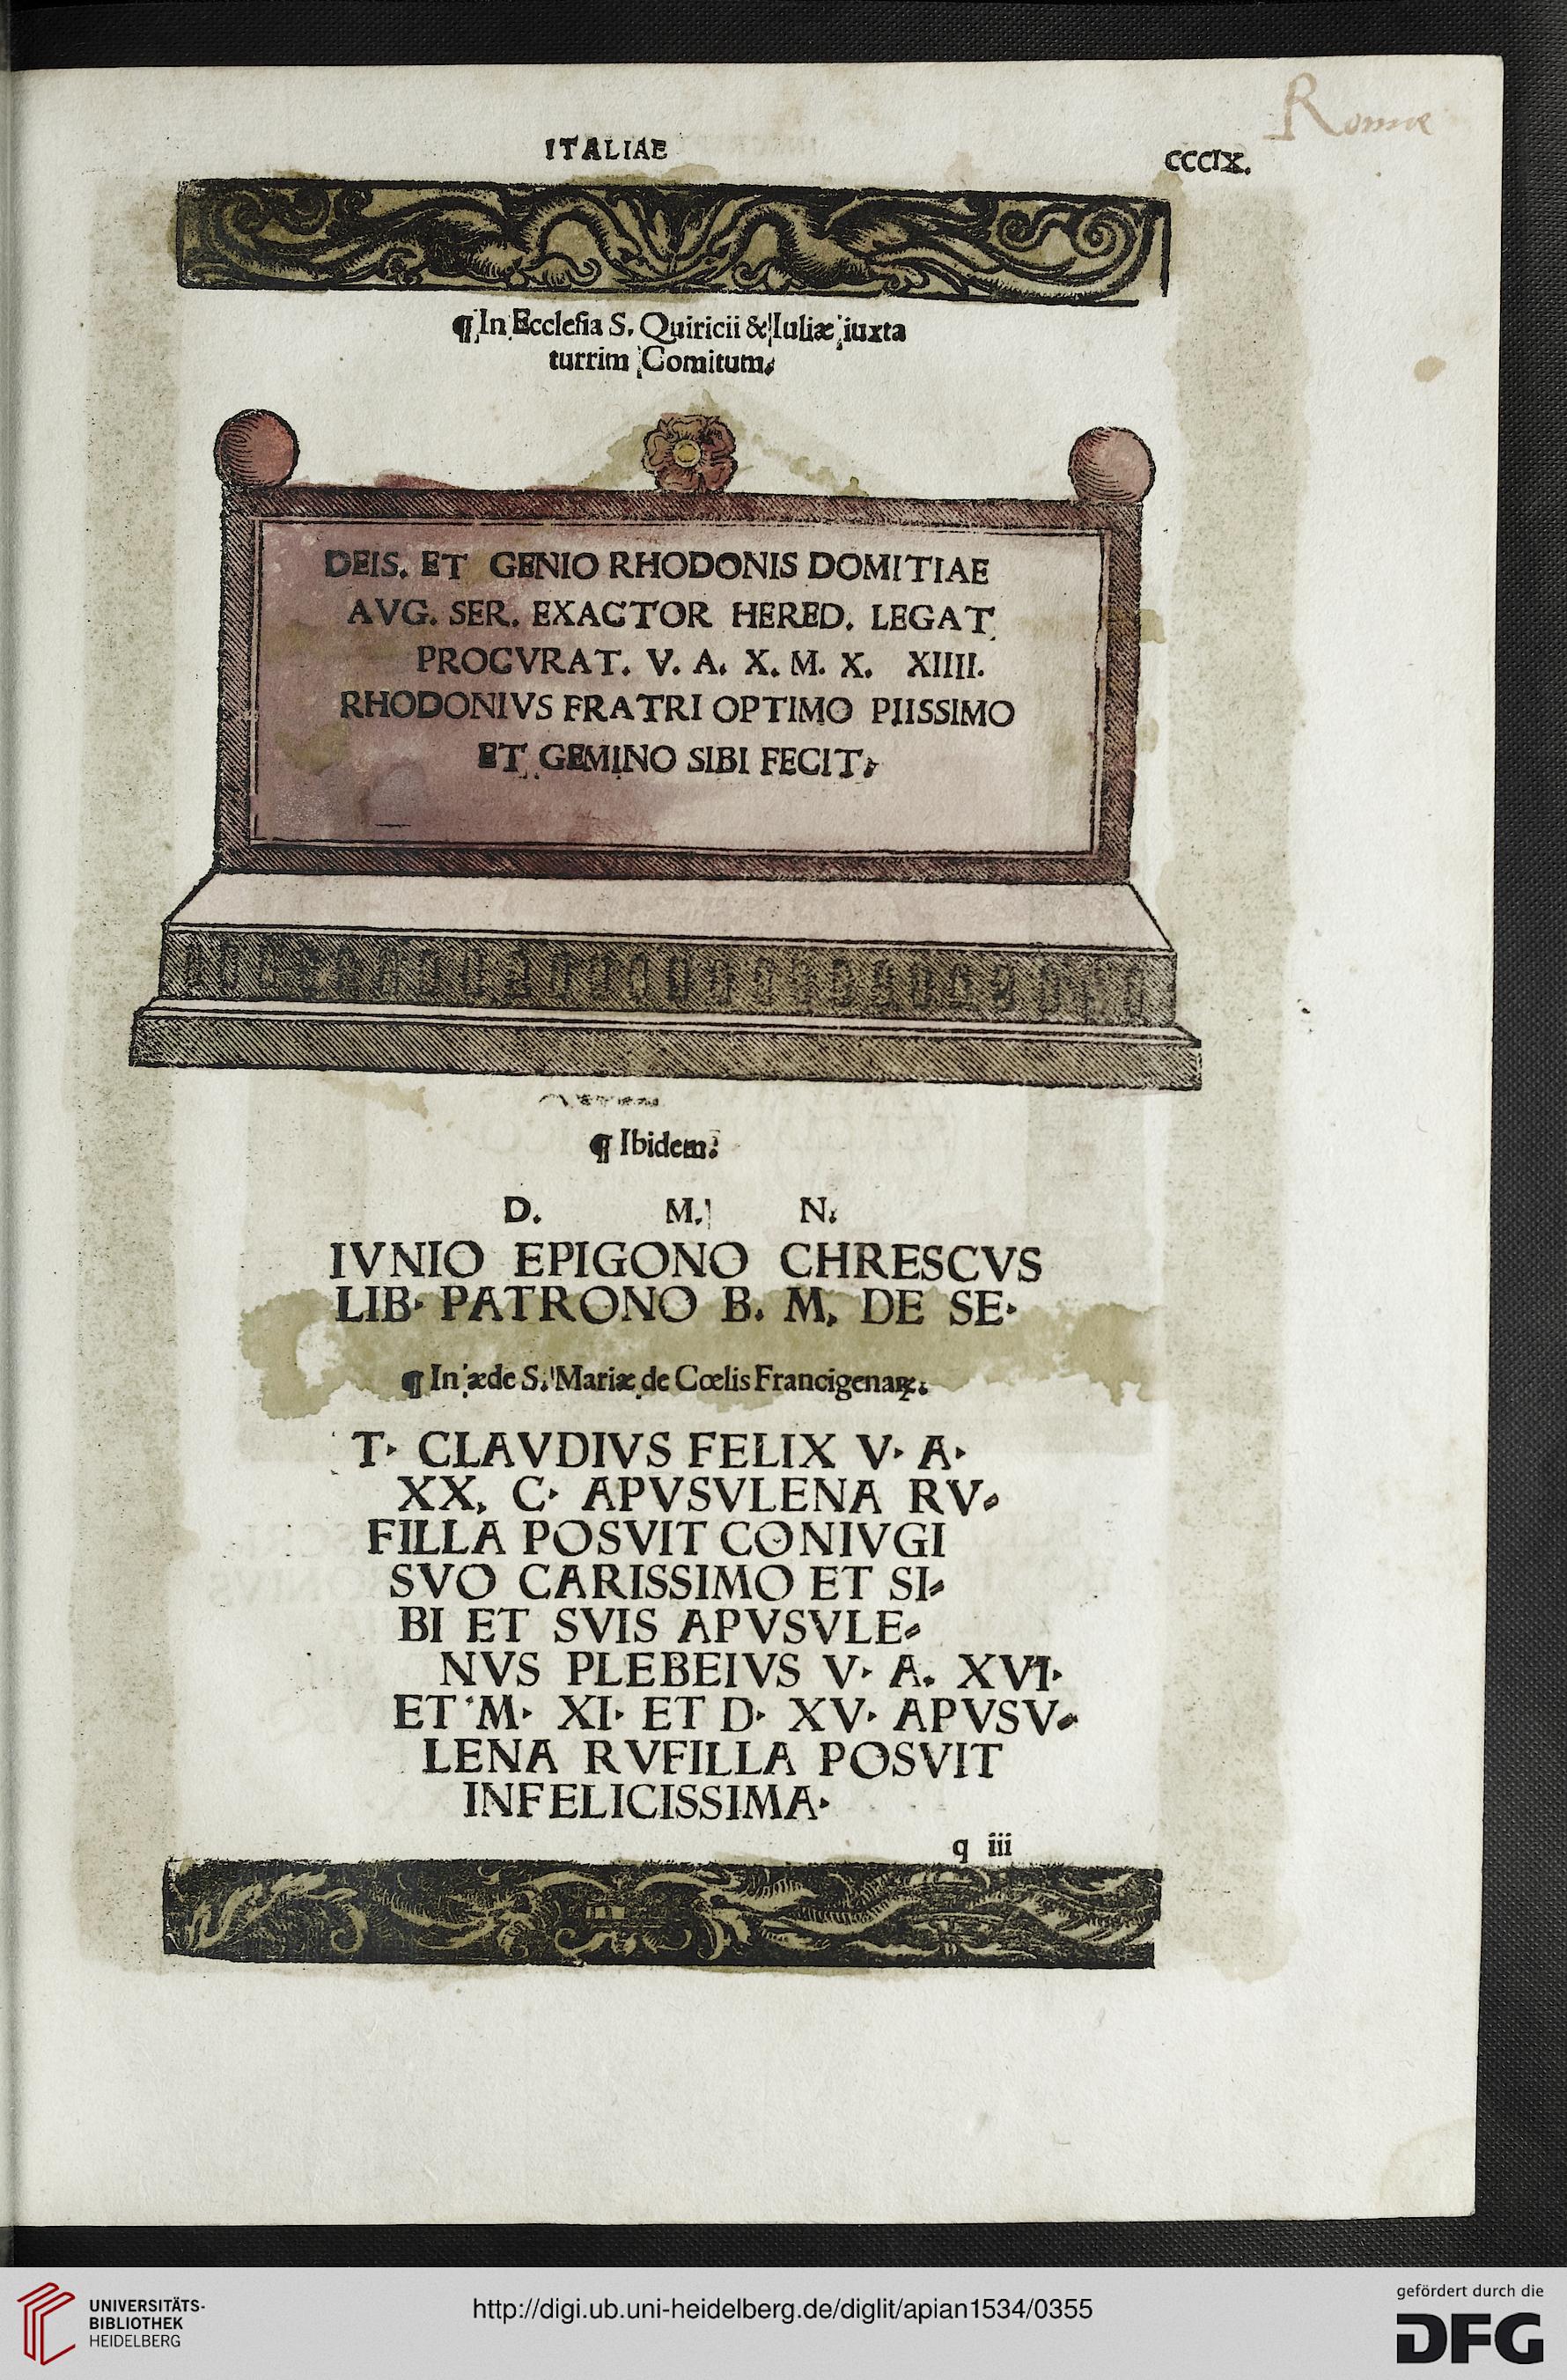 Romæ
ITALIAE
CCCIX.
¶ In Ecclesia S. Quiricii & Iuliæ iuxta
turrim Comitum.
DEIS. ET GENIO RHODONIS DOMITIAE
AVG. SER. EXACTOR HERED. LEGAT
PROCVRAT. V. A. X. M. X. XIIII.
RHODONIVS FRATRI OPTIMO PIISSIMO
ET GEMINO SIBI FECIT.
¶ Ibidem.
D. M. N.
IVNIO EPIGONO CHRESCVS
LIB. PATRONO B. M. DE SE.
¶ In æde S. Mariæ de Cœlis Francigenaꝝ.
T. CLAVDIVS FELIX V. A.
XX. C. APVSVLENA RV-
FILLA POSVIT CONIVGI
SVO CARISSIMO ET SI-
BI ET SVIS APVSVLE-
NVS PLEBEIVS V. A. XVI.
ET M. XI. ET D. XV. APVSV-
LENA RVFILLA POSVIT
INFELICISSIMA.
q iii
UNIVERSITÄTS-
BIBLIOTHEK
HEIDELBERG
http://digi.ub.uni-heidelberg.de/diglit/apian1534/0355
gefördert durch die
DFG